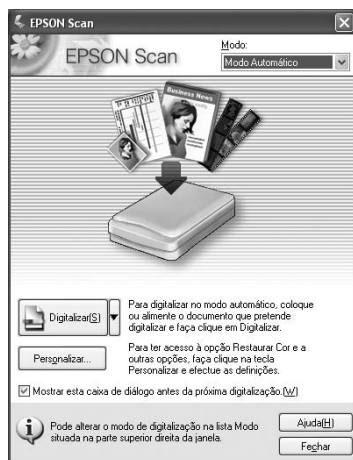 EPSON Scan
EPSON Scan
Modo:
Modo Automático
Business News
Digitalizar(S)
Para digitalizar no modo automático, coloque
ou alimente o documento que pretende
digitalizar e faça clique em Digitalizar.
Personalizar...
Para ter acesso à opção Restaurar Cor e a
outras opções, faça clique na tecla
Personalizar e efectue as definições.
Mostrar esta caixa de diálogo antes da próxima digitalização.(W)
Pode alterar o modo de digitalização na lista Modo
situada na parte superior direita da janela.
Ajuda(H)
Fechar